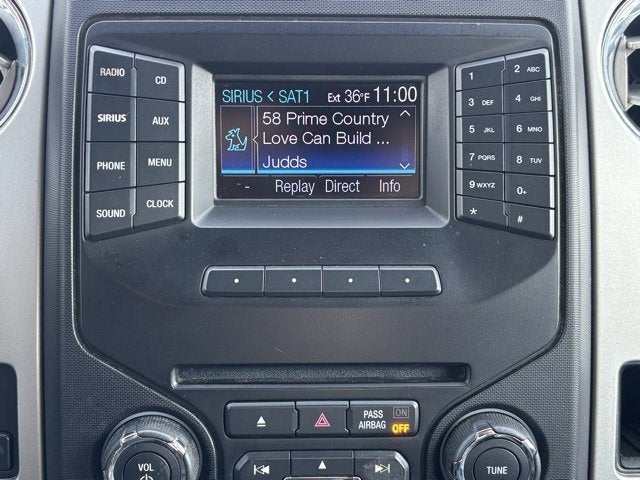 RADIO
CD
SIRIUS
AUX
PHONE
MENU
SOUND
CLOCK
SIRIUS < SAT1 Ext 36°F 11:00
58 Prime Country
Love Can Build ...
Judds
- - Replay Direct Info
1
2 ABC
3 DEF
4 GHI
5 JKL
6 MNO
7 PQRS
8 TUV
9 WXYZ
0+
*
#
PASS AIRBAG ON
OFF
VOL
TUNE